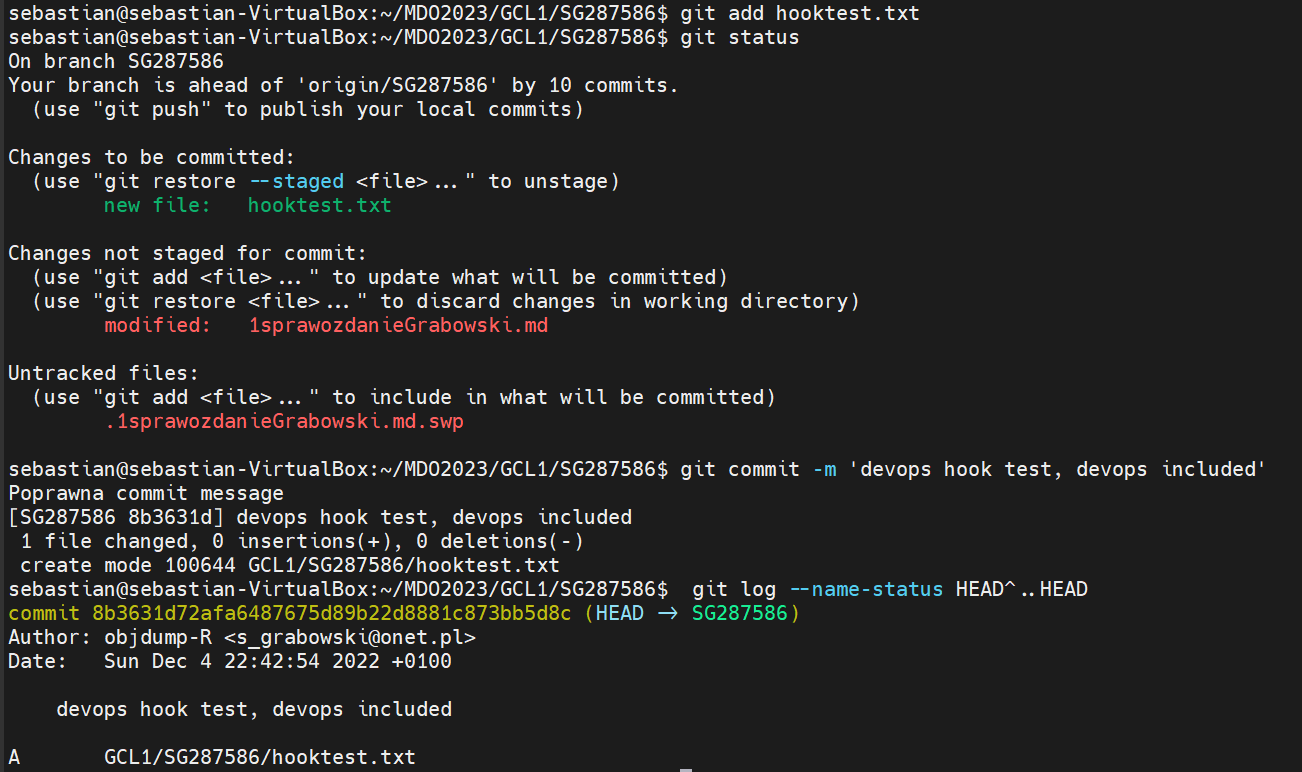 sebastian@sebastian-VirtualBox:~/MDO2023/GCL1/SG287586$ git add hooktest.txt
sebastian@sebastian-VirtualBox:~/MDO2023/GCL1/SG287586$ git status
On branch SG287586
Your branch is ahead of 'origin/SG287586' by 10 commits.
  (use "git push" to publish your local commits)

Changes to be committed:
  (use "git restore --staged <file>..." to unstage)
        new file:   hooktest.txt

Changes not staged for commit:
  (use "git add <file>..." to update what will be committed)
  (use "git restore <file>..." to discard changes in working directory)
        modified:   1sprawozdanieGrabowski.md

Untracked files:
  (use "git add <file>..." to include in what will be committed)
        .1sprawozdanieGrabowski.md.swp

sebastian@sebastian-VirtualBox:~/MDO2023/GCL1/SG287586$ git commit -m 'devops hook test, devops included'
Poprawna commit message
[SG287586 8b3631d] devops hook test, devops included
 1 file changed, 0 insertions(+), 0 deletions(-)
 create mode 100644 GCL1/SG287586/hooktest.txt
sebastian@sebastian-VirtualBox:~/MDO2023/GCL1/SG287586$  git log --name-status HEAD^..HEAD
commit 8b3631d72afa6487675d89b22d8881c873bb5d8c (HEAD -> SG287586)
Author: objdump-R <s_grabowski@onet.pl>
Date:   Sun Dec 4 22:42:54 2022 +0100

    devops hook test, devops included

A       GCL1/SG287586/hooktest.txt